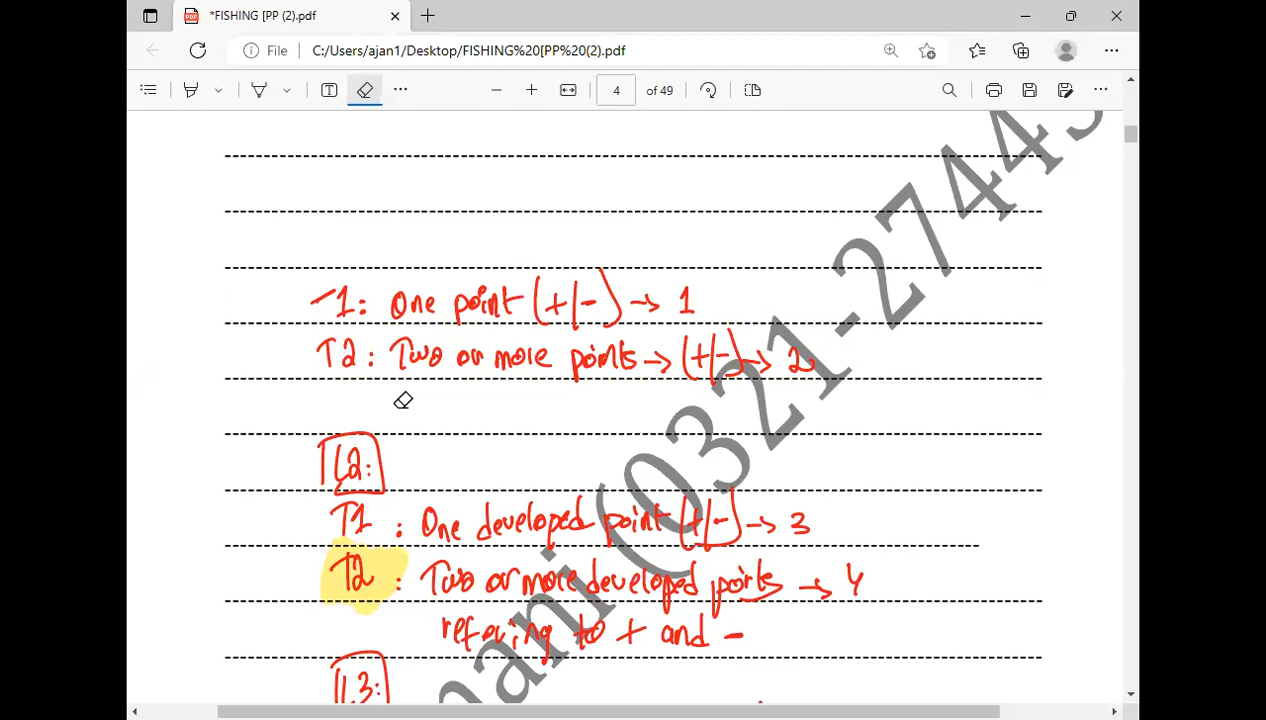 *FISHING [PP (2).pdf
File C:/Users/ajan1/Desktop/FISHING%20[PP%20(2).pdf
4 of 49
T1: One point (+/-) → 1
T2: Two or more points → (+/-) → 2
L2:
T1: One developed point (+/-) → 3
T2: Two or more developed points → 4
refering to + and -
L3:
nani (0321-27445